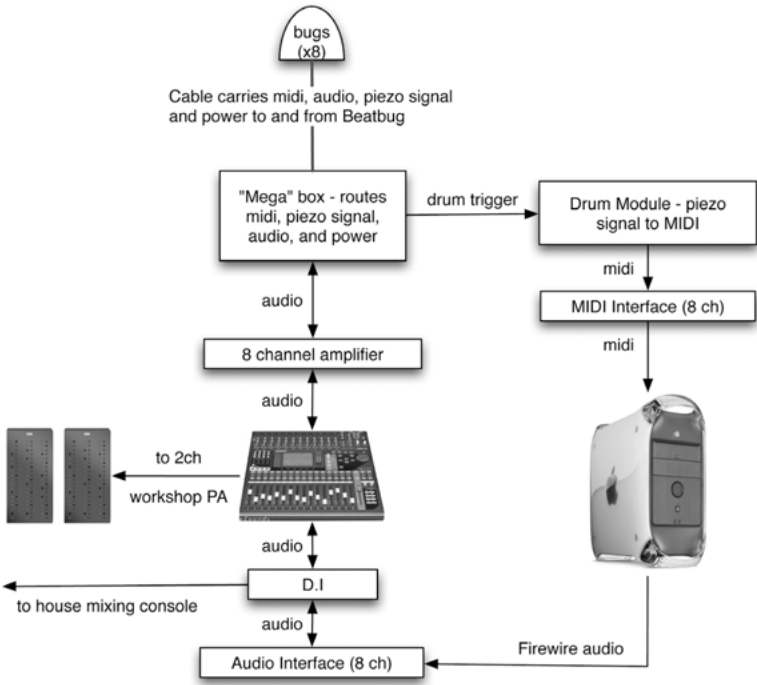 bugs
(x8)
Cable carries midi, audio, piezo signal
and power to and from Beatbug
"Mega" box - routes
midi, piezo signal,
audio, and power
drum trigger
Drum Module - piezo
signal to MIDI
midi
MIDI Interface (8 ch)
midi
audio
8 channel amplifier
audio
to 2ch
workshop PA
audio
D.I
to house mixing console
audio
Audio Interface (8 ch)
Firewire audio